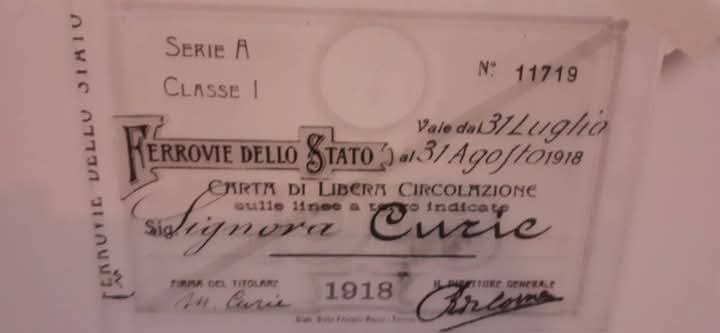 FERROVIE DELLO STATO
SERIE A
CLASSE I
N° 11719
FERROVIE DELLO STATO
Vale dal 31 Luglio
al 31 Agosto 1918
CARTA DI LIBERA CIRCOLAZIONE
sulle linee a tergo indicate
Sig Signora Curie
FIRMA DEL TITOLARE
M. Curie
1918
IL DIRETTORE GENERALE